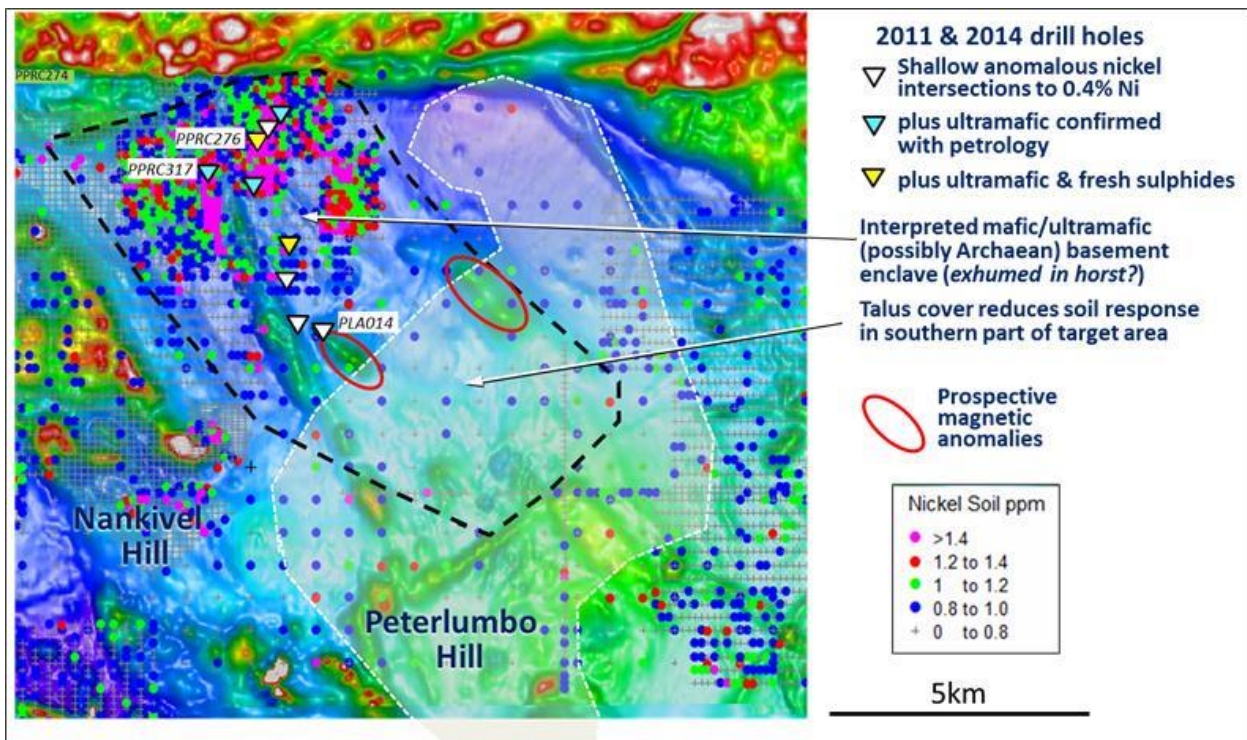 PPRC274
PPRC276
PPRC317
PLA014
Nankivel
Hill
Peterlumbo
Hill
2011 & 2014 drill holes
Shallow anomalous nickel
intersections to 0.4% Ni
plus ultramafic confirmed
with petrology
plus ultramafic & fresh sulphides
Interpreted mafic/ultramafic
(possibly Archaean) basement
enclave (exhumed in horst?)
Talus cover reduces soil response
in southern part of target area
Prospective
magnetic
anomalies
Nickel Soil ppm
>1.4
1.2 to 1.4
1 to 1.2
0.8 to 1.0
+ 0 to 0.8
5km